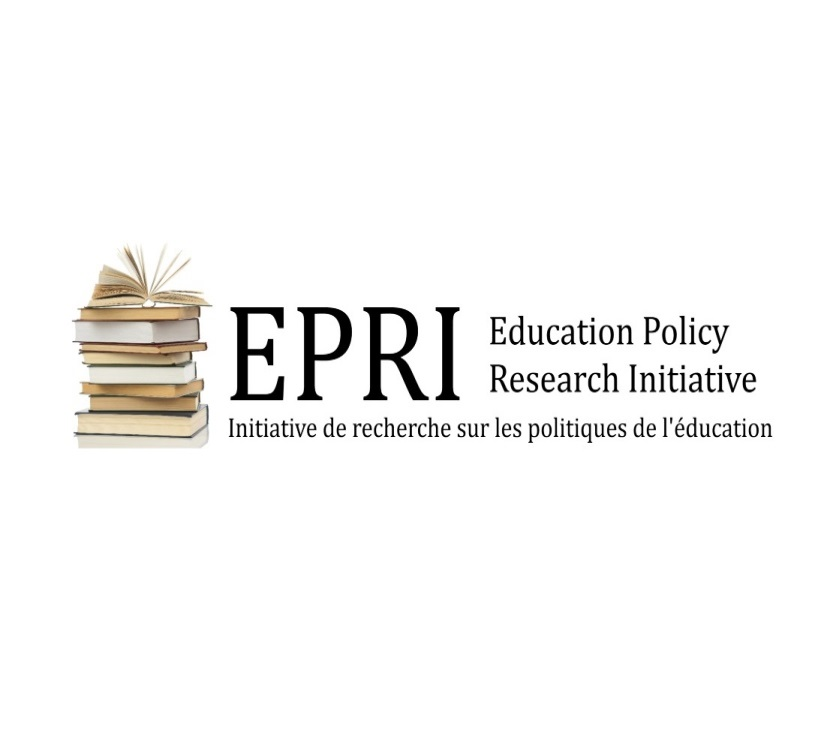 EPRI
Education Policy
Research Initiative
Initiative de recherche sur les politiques de l'éducation